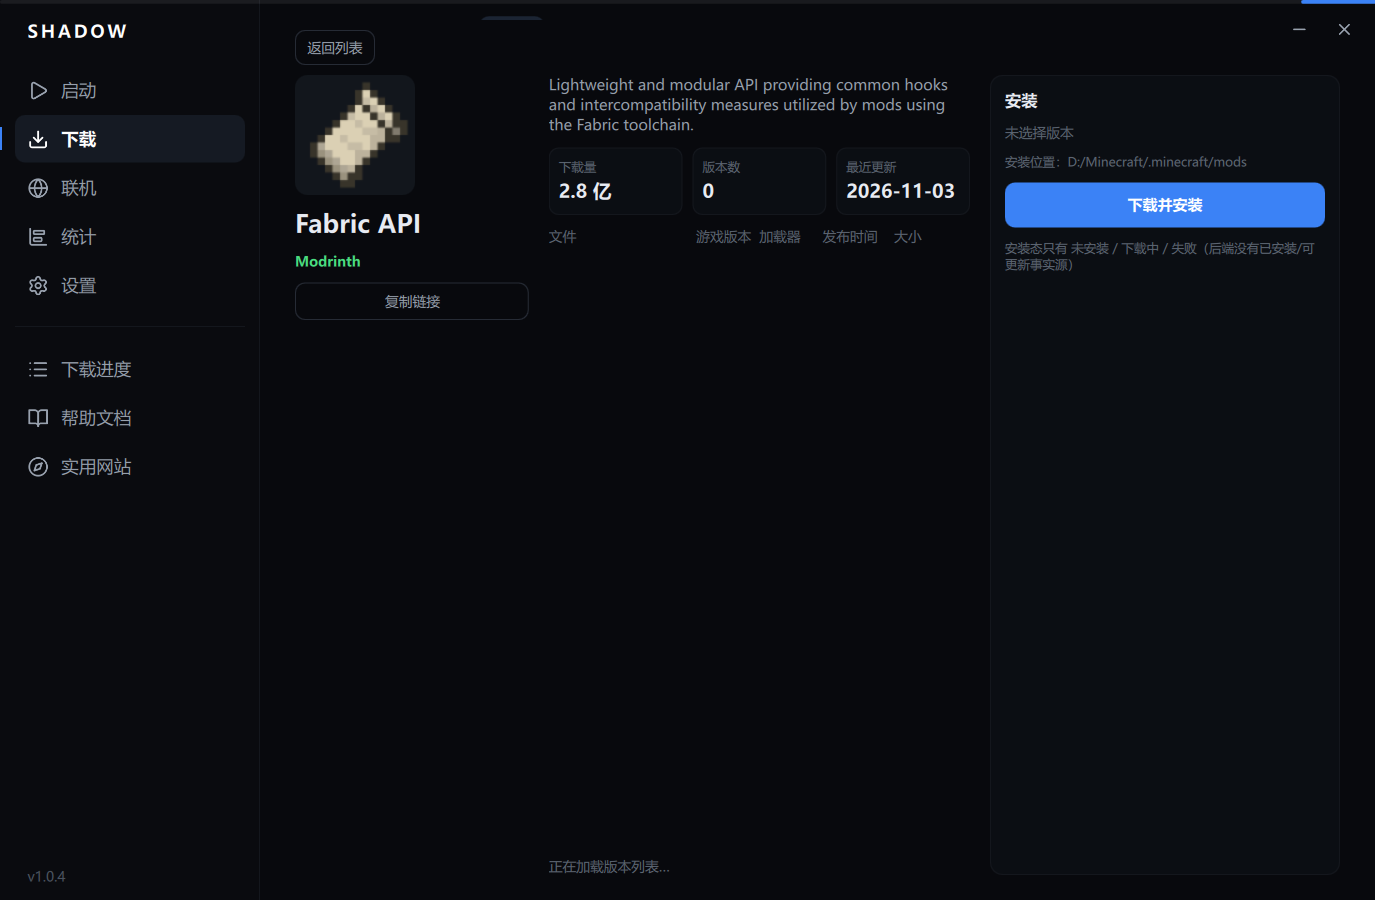 SHADOW
启动
下载
联机
统计
设置
下载进度
帮助文档
实用网站
v1.0.4
返回列表
Fabric API
Modrinth
复制链接
Lightweight and modular API providing common hooks
and intercompatibility measures utilized by mods using
the Fabric toolchain.
下载量
2.8 亿
版本数
0
最近更新
2026-11-03
文件 游戏版本 加载器 发布时间 大小
正在加载版本列表...
安装
未选择版本
安装位置：D:/Minecraft/.minecraft/mods
下载并安装
安装态只有 未安装 / 下载中 / 失败（后端没有已安装/可
更新事实源）